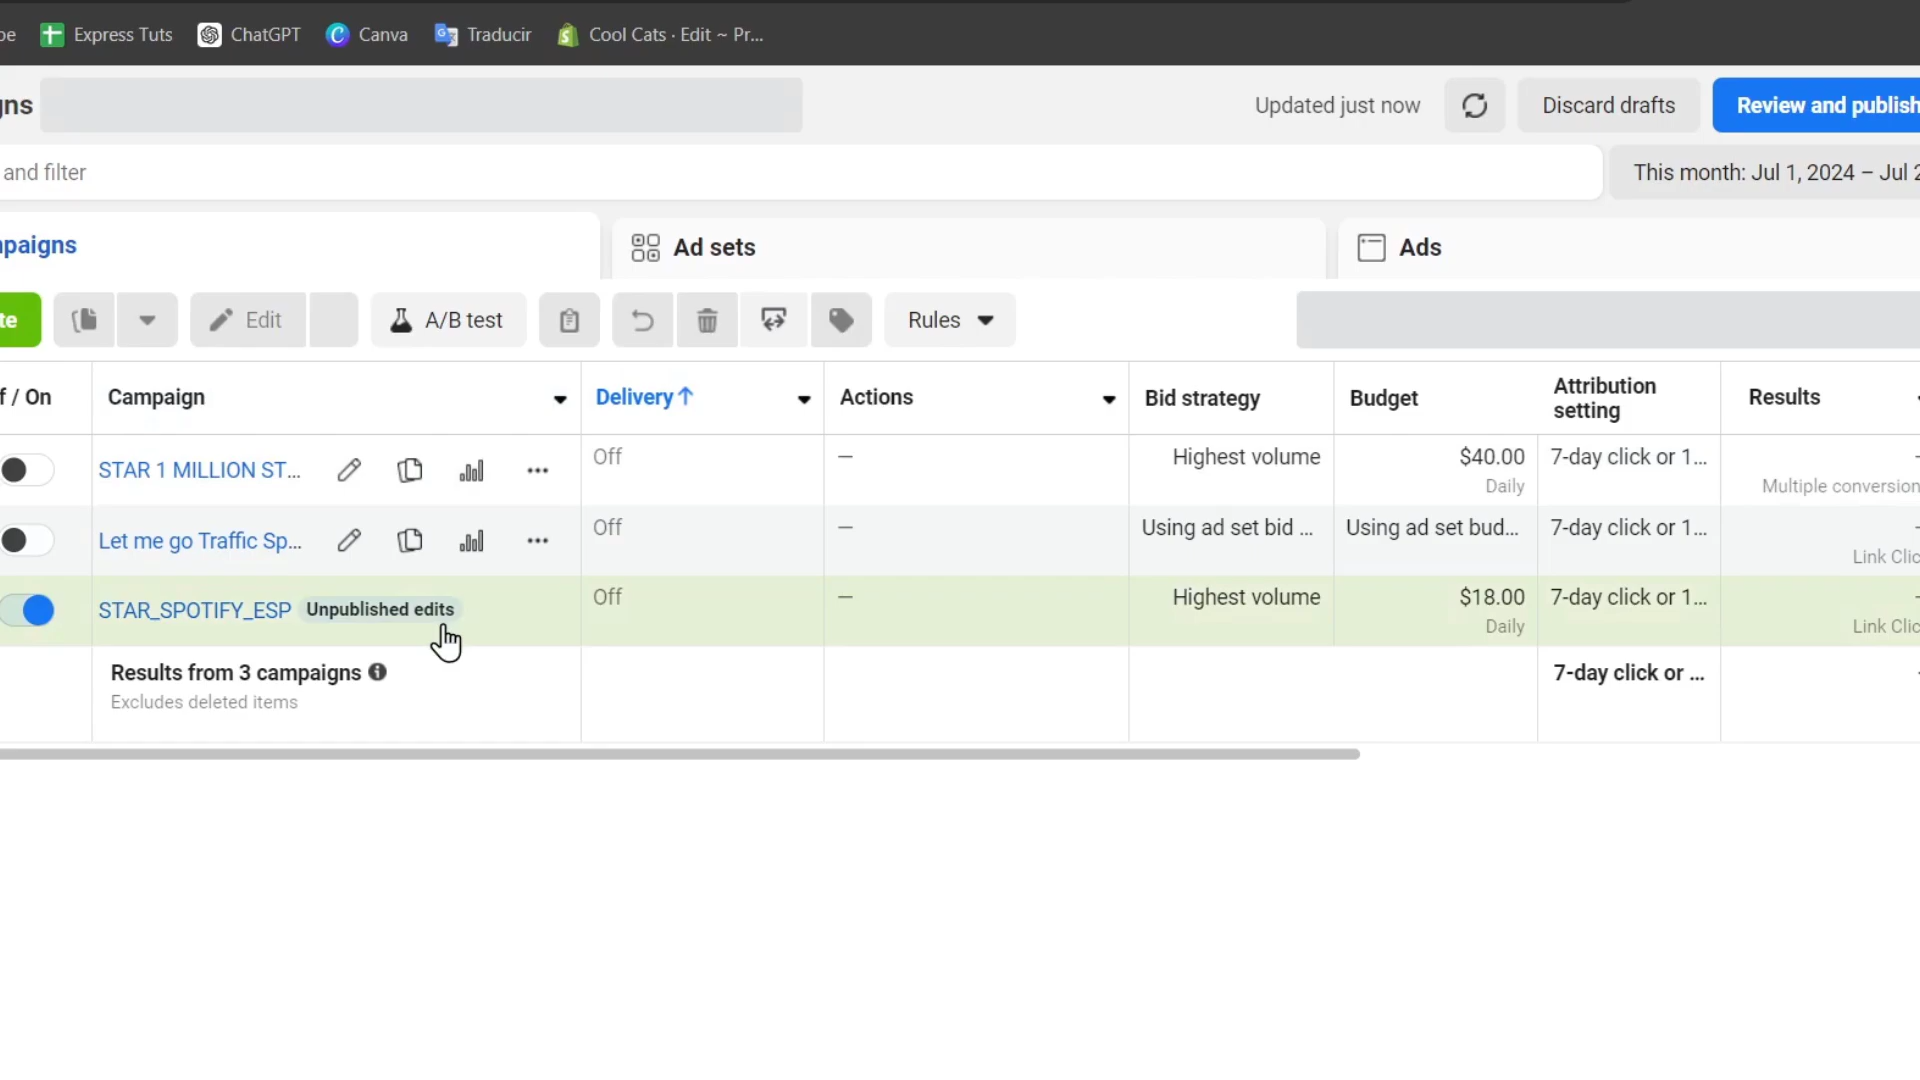 Express Tuts ChatGPT Canva Traducir Cool Cats · Edit ~ Pr...
Updated just now Discard drafts Review and publish
and filter This month: Jul 1, 2024 – Jul 2
Ad sets Ads
Edit A/B test Rules
/ On Campaign Delivery↑ Actions Bid strategy Budget Attribution setting Results
STAR 1 MILLION ST... Off — Highest volume $40.00 7-day click or 1...
Daily Multiple conversion
Let me go Traffic Sp... Off — Using ad set bid ... Using ad set bud... 7-day click or 1...
Link Clic
STAR_SPOTIFY_ESP Unpublished edits Off — Highest volume $18.00 7-day click or 1...
Daily Link Clic
Results from 3 campaigns 7-day click or ...
Excludes deleted items